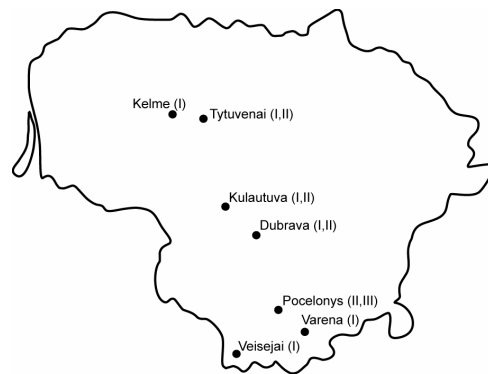 Kelme (I)
Tytuvenai (I,II)
Kulautuva (I,II)
Dubrava (I,II)
Pocelonys (II,III)
Varena (I)
Veisejai (I)